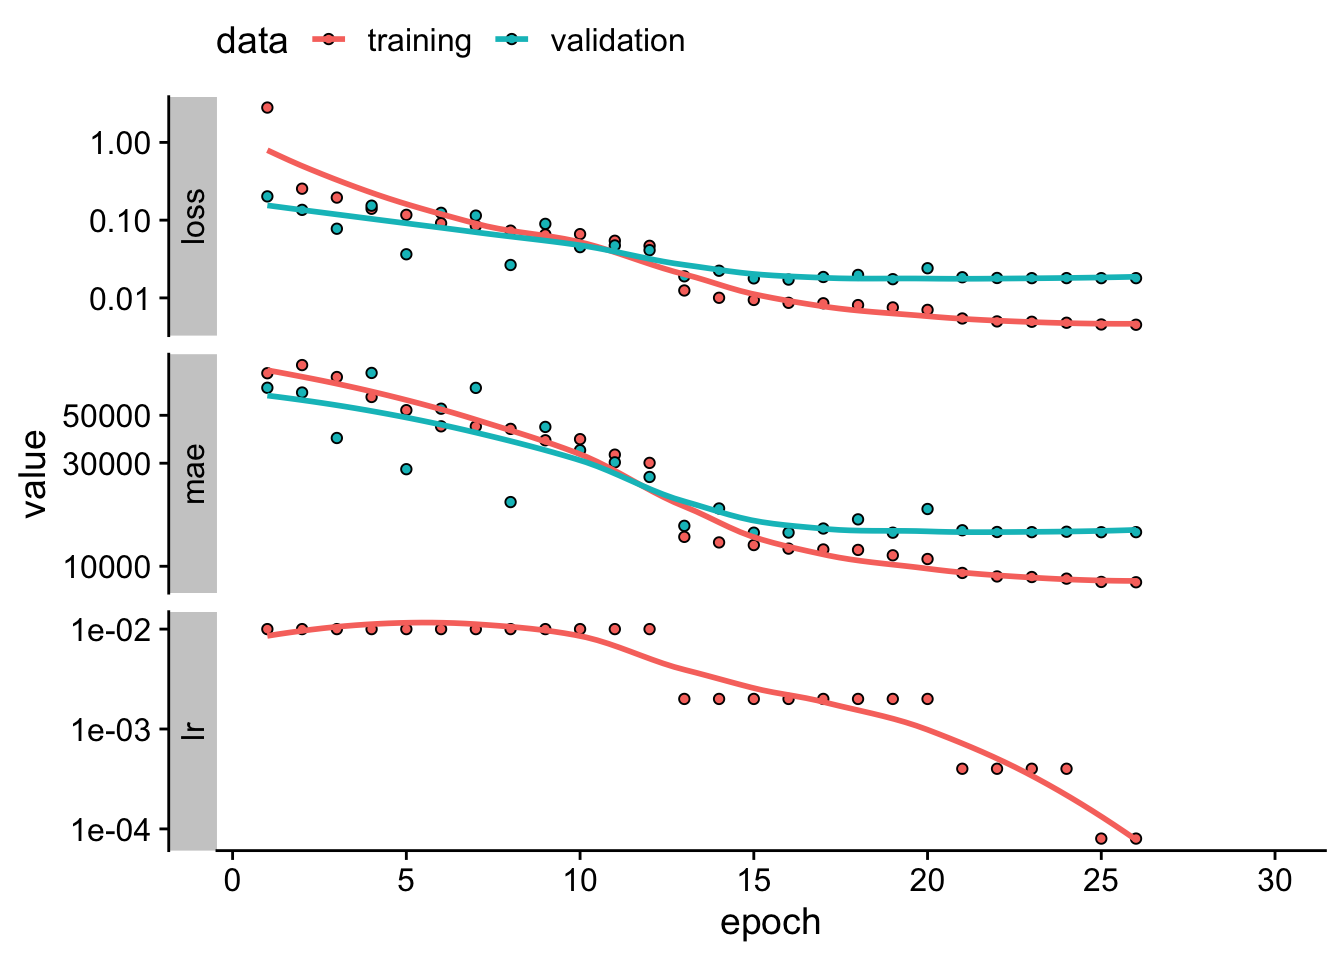 data training validation
loss
1.00
0.10
0.01
value
mae
50000
30000
10000
lr
1e-02
1e-03
1e-04
0 5 10 15 20 25 30
epoch